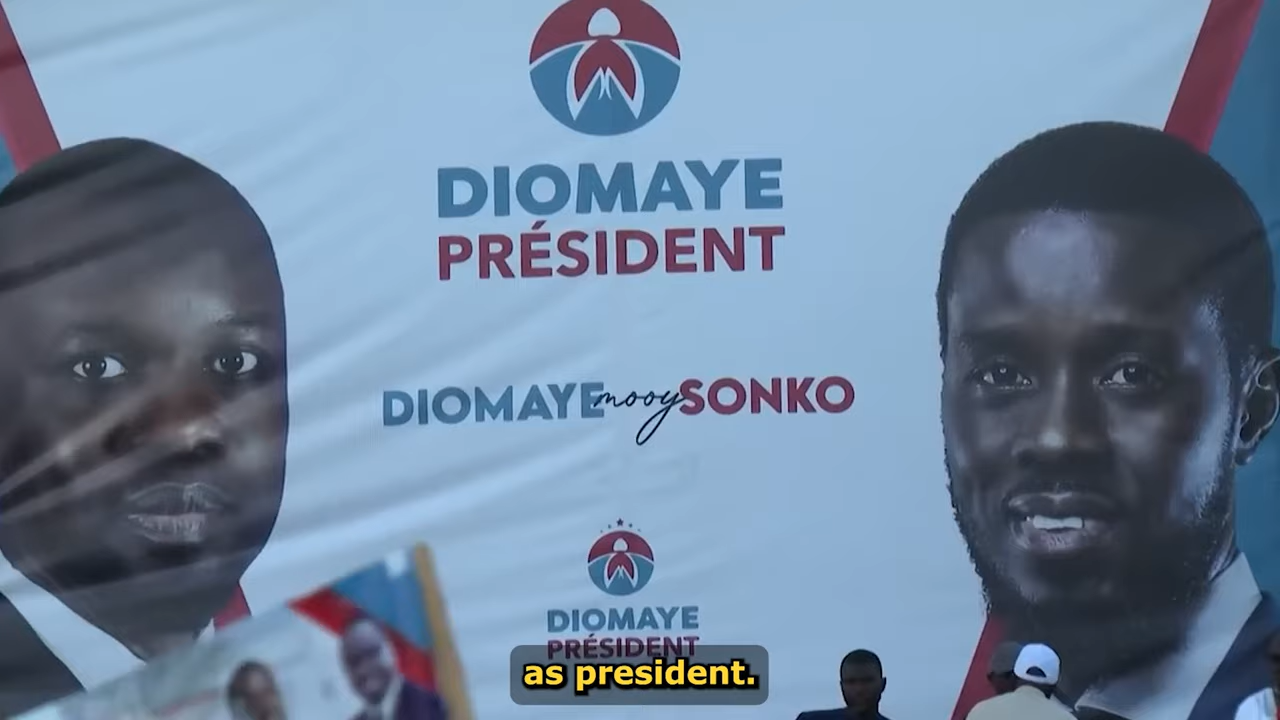 DIOMAYE
PRÉSIDENT
DIOMAYE mooy SONKO
DIOMAYE
PRÉSIDENT
as president.